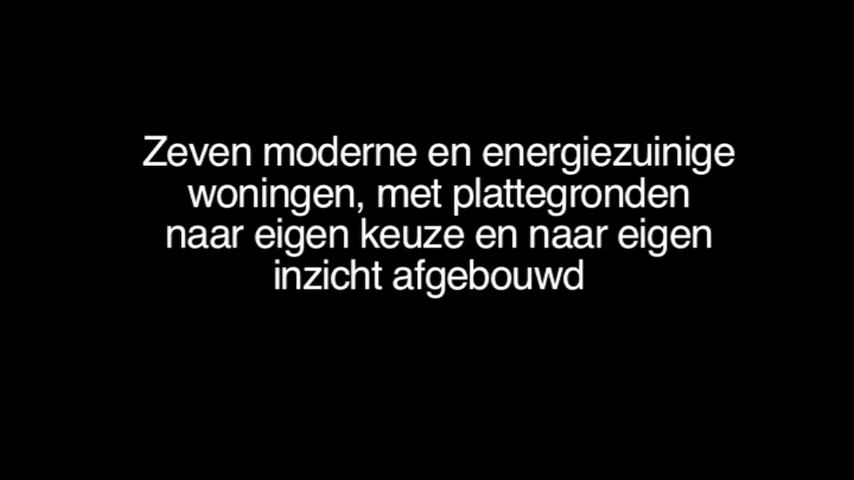 Zeven moderne en energiezuinige
woningen, met plattegronden
naar eigen keuze en naar eigen
inzicht afgebouwd